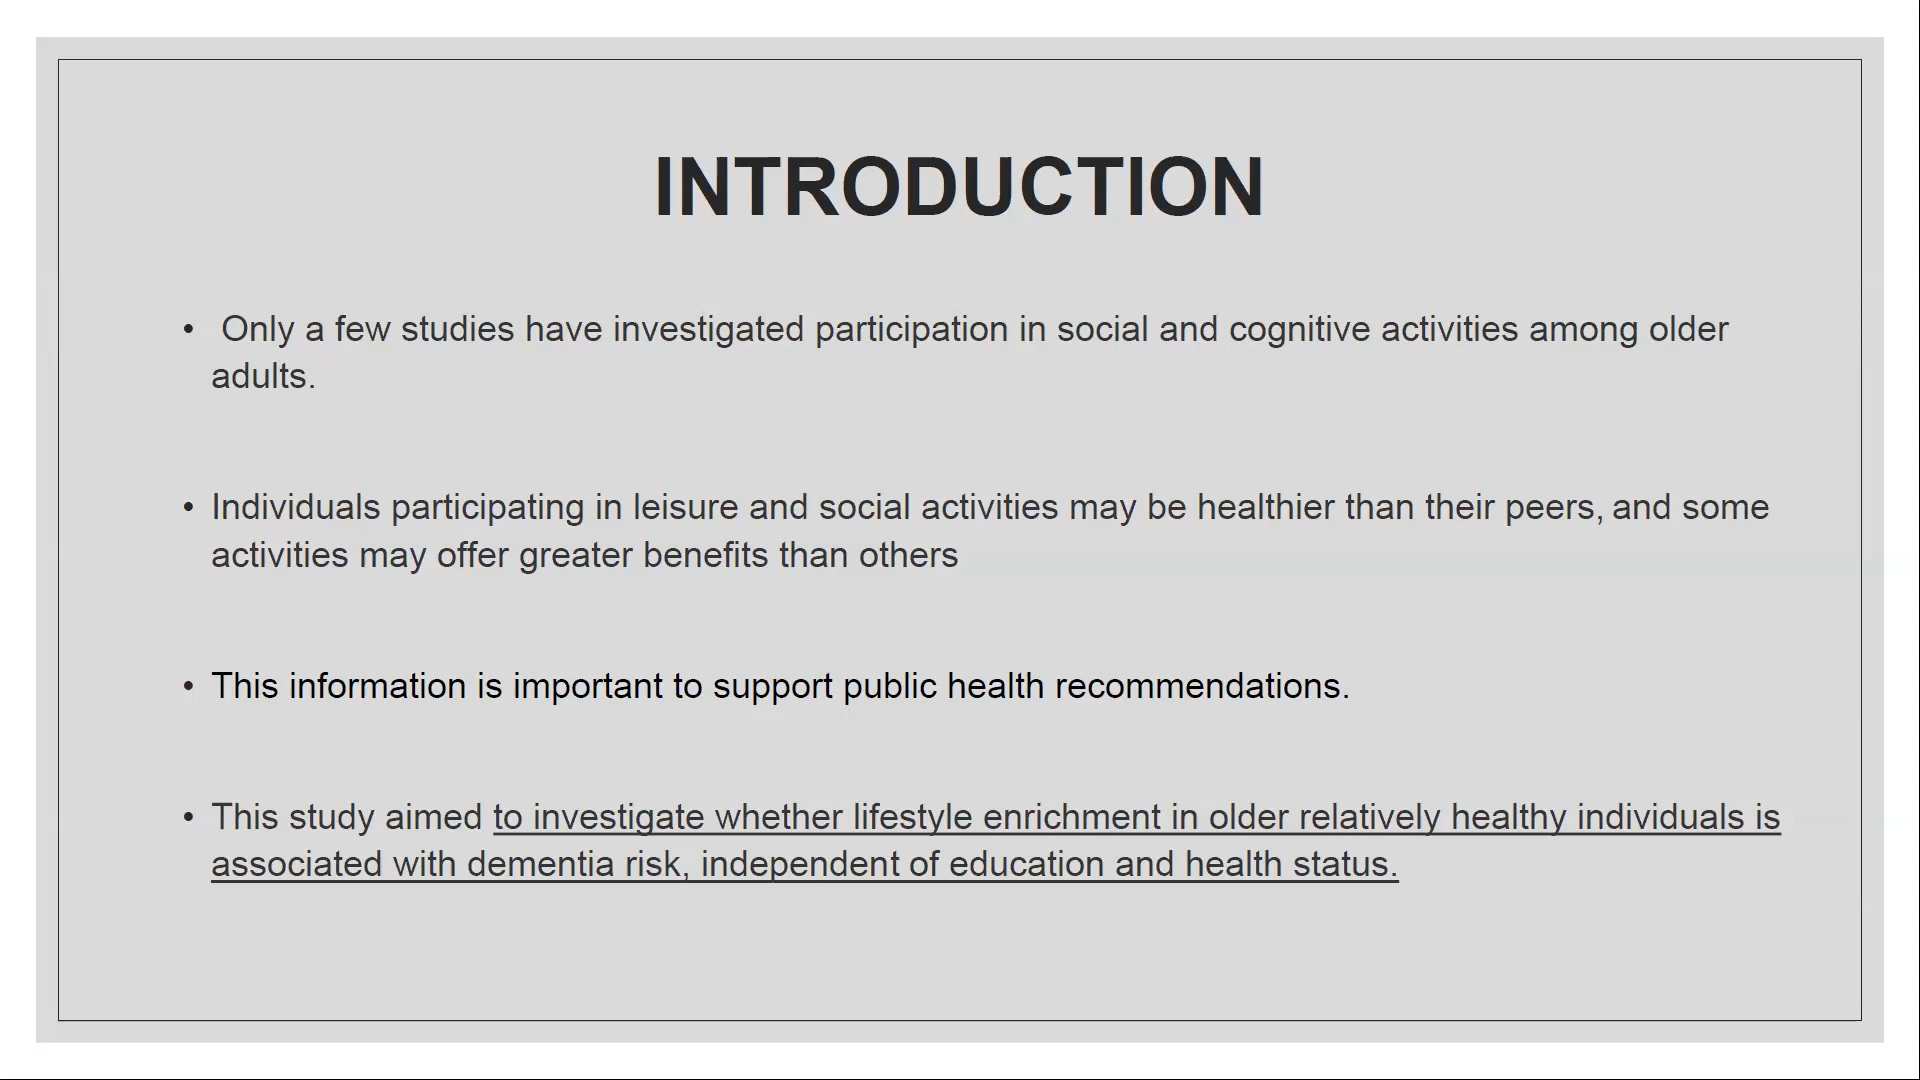 INTRODUCTION
• Only a few studies have investigated participation in social and cognitive activities among older
adults.
• Individuals participating in leisure and social activities may be healthier than their peers, and some
activities may offer greater benefits than others
• This information is important to support public health recommendations.
• This study aimed to investigate whether lifestyle enrichment in older relatively healthy individuals is
associated with dementia risk, independent of education and health status.